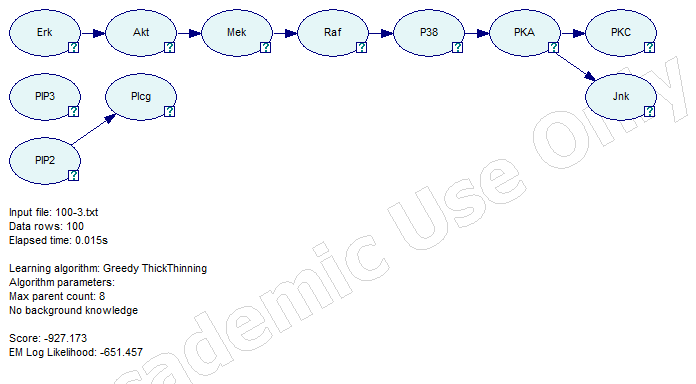 Erk Akt Mek Raf P38 PKA PKC
? ? ? ? ? ? ?
PIP3 Plcg Jnk
? ? ?
PIP2
?
Input file: 100-3.txt
Data rows: 100
Elapsed time: 0.015s
Learning algorithm: Greedy ThickThinning
Algorithm parameters:
Max parent count: 8
No background knowledge
Score: -927.173
EM Log Likelihood: -651.457
ademic Use Only